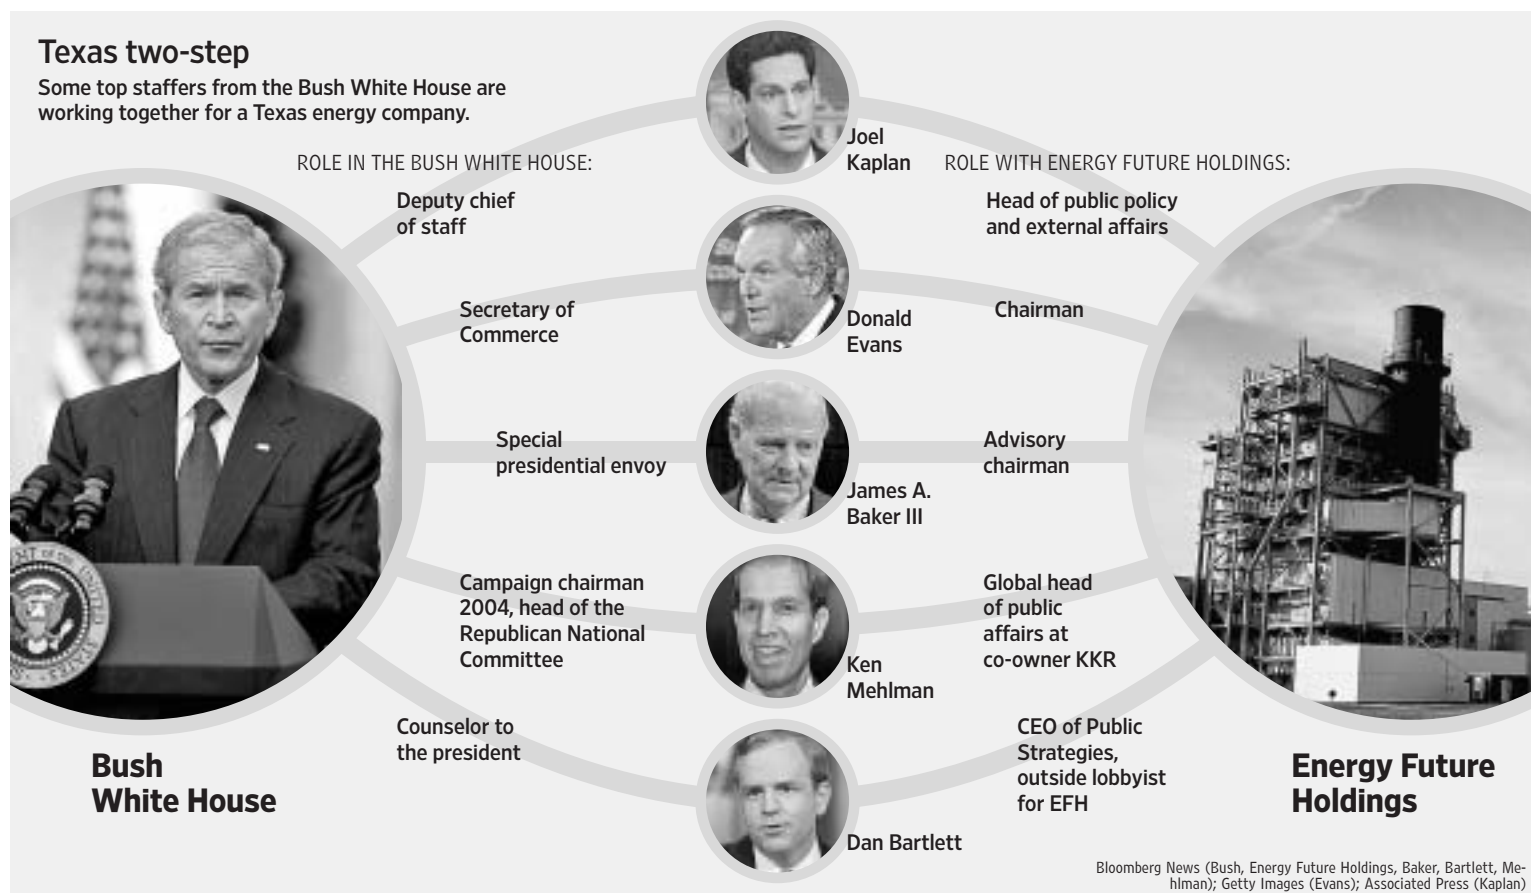 Texas two-step
Some top staffers from the Bush White House are
working together for a Texas energy company.
ROLE IN THE BUSH WHITE HOUSE:
ROLE WITH ENERGY FUTURE HOLDINGS:
Joel
Kaplan
Deputy chief
of staff
Head of public policy
and external affairs
Secretary of
Commerce
Donald
Evans
Chairman
Special
presidential envoy
James A.
Baker III
Advisory
chairman
Campaign chairman
2004, head of the
Republican National
Committee
Ken
Mehlman
Global head
of public
affairs at
co-owner KKR
Counselor to
the president
Dan Bartlett
CEO of Public
Strategies,
outside lobbyist
for EFH
Bush
White House
Energy Future
Holdings
Bloomberg News (Bush, Energy Future Holdings, Baker, Bartlett, Me-
hlman); Getty Images (Evans); Associated Press (Kaplan)